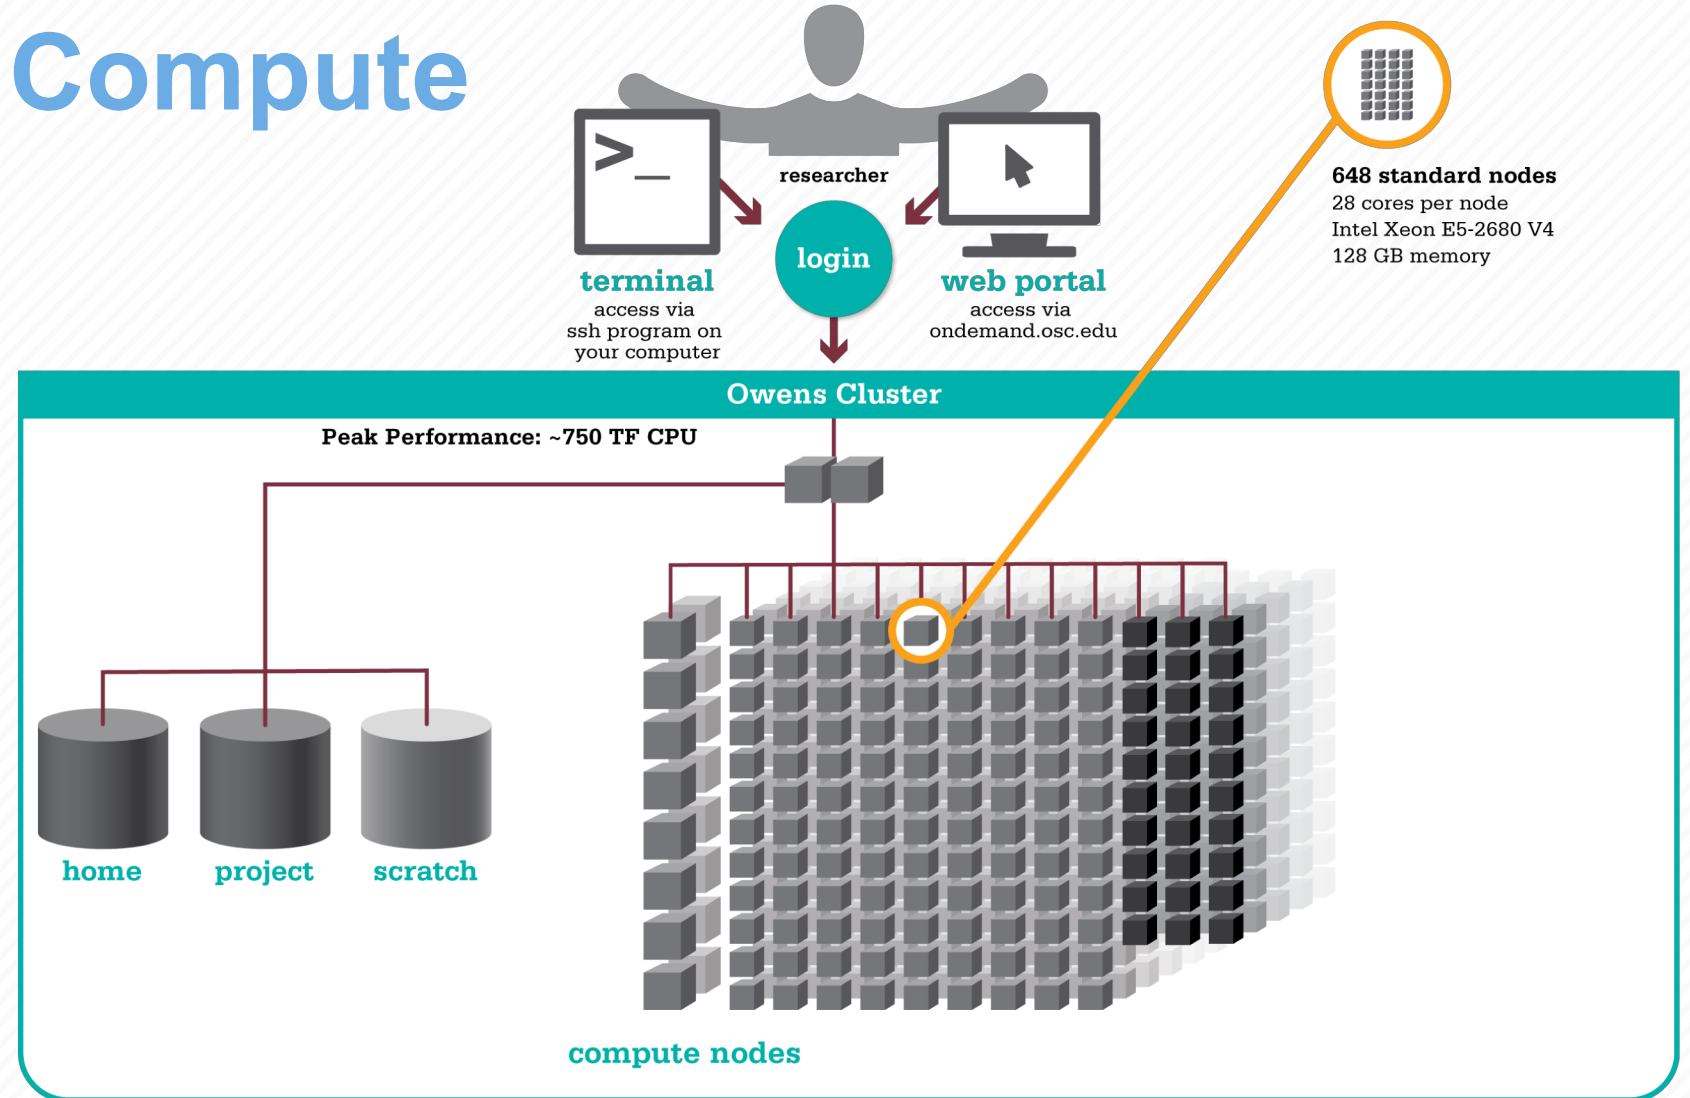 Compute
>_
researcher
login
terminal
access via
ssh program on
your computer
web portal
access via
ondemand.osc.edu
648 standard nodes
28 cores per node
Intel Xeon E5-2680 V4
128 GB memory
Owens Cluster
Peak Performance: ~750 TF CPU
home
project
scratch
compute nodes